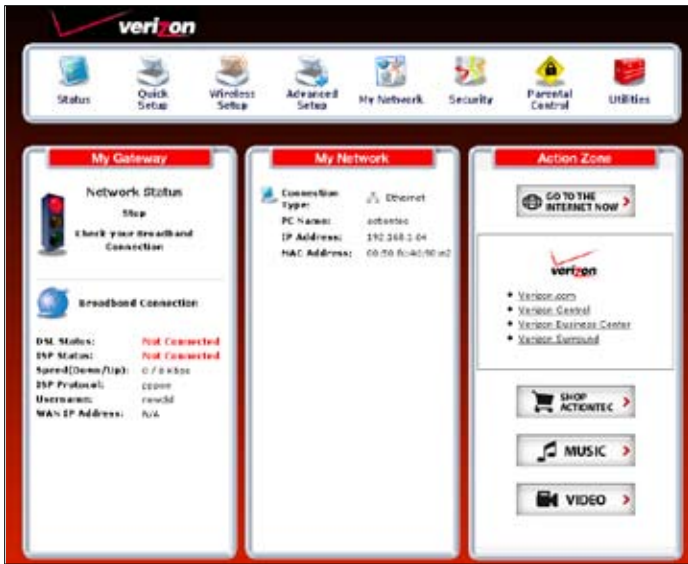 verizon
Status
Quick Setup
Wireless Setup
Advanced Setup
My Network
Security
Parental Control
Utilities
My Gateway
Network Status
Stop
Check your Broadband
Connection
Broadband Connection
DSL Status: Not Connected
ISP Status: Not Connected
Speed(Down/Up): 0 / 0 kbps
ISP Protocol: pppoe
Username:
WAN IP Address: N/A
My Network
Connection Type: Ethernet
PC Name: actiontec
IP Address: 192.168.1.64
MAC Address:
Action Zone
GO TO THE
INTERNET NOW
verizon
Verizon.com
Verizon Central
Verizon Business Center
Verizon Surround
SHOP
ACTIONTEC
MUSIC
VIDEO